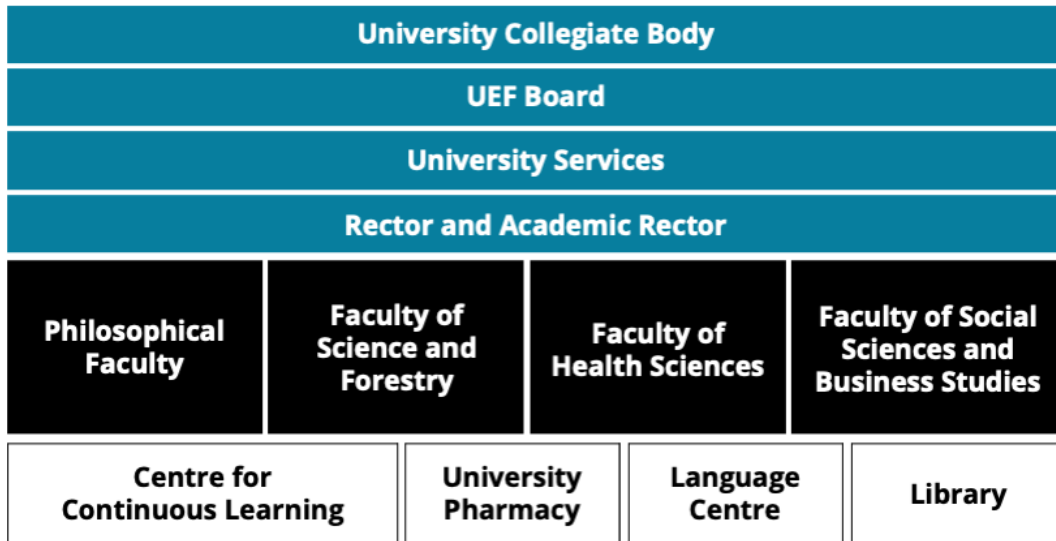 University Collegiate Body
UEF Board
University Services
Rector and Academic Rector
Philosophical
Faculty
Faculty of
Science and
Forestry
Faculty of
Health Sciences
Faculty of Social
Sciences and
Business Studies
Centre for
Continuous Learning
University
Pharmacy
Language
Centre
Library